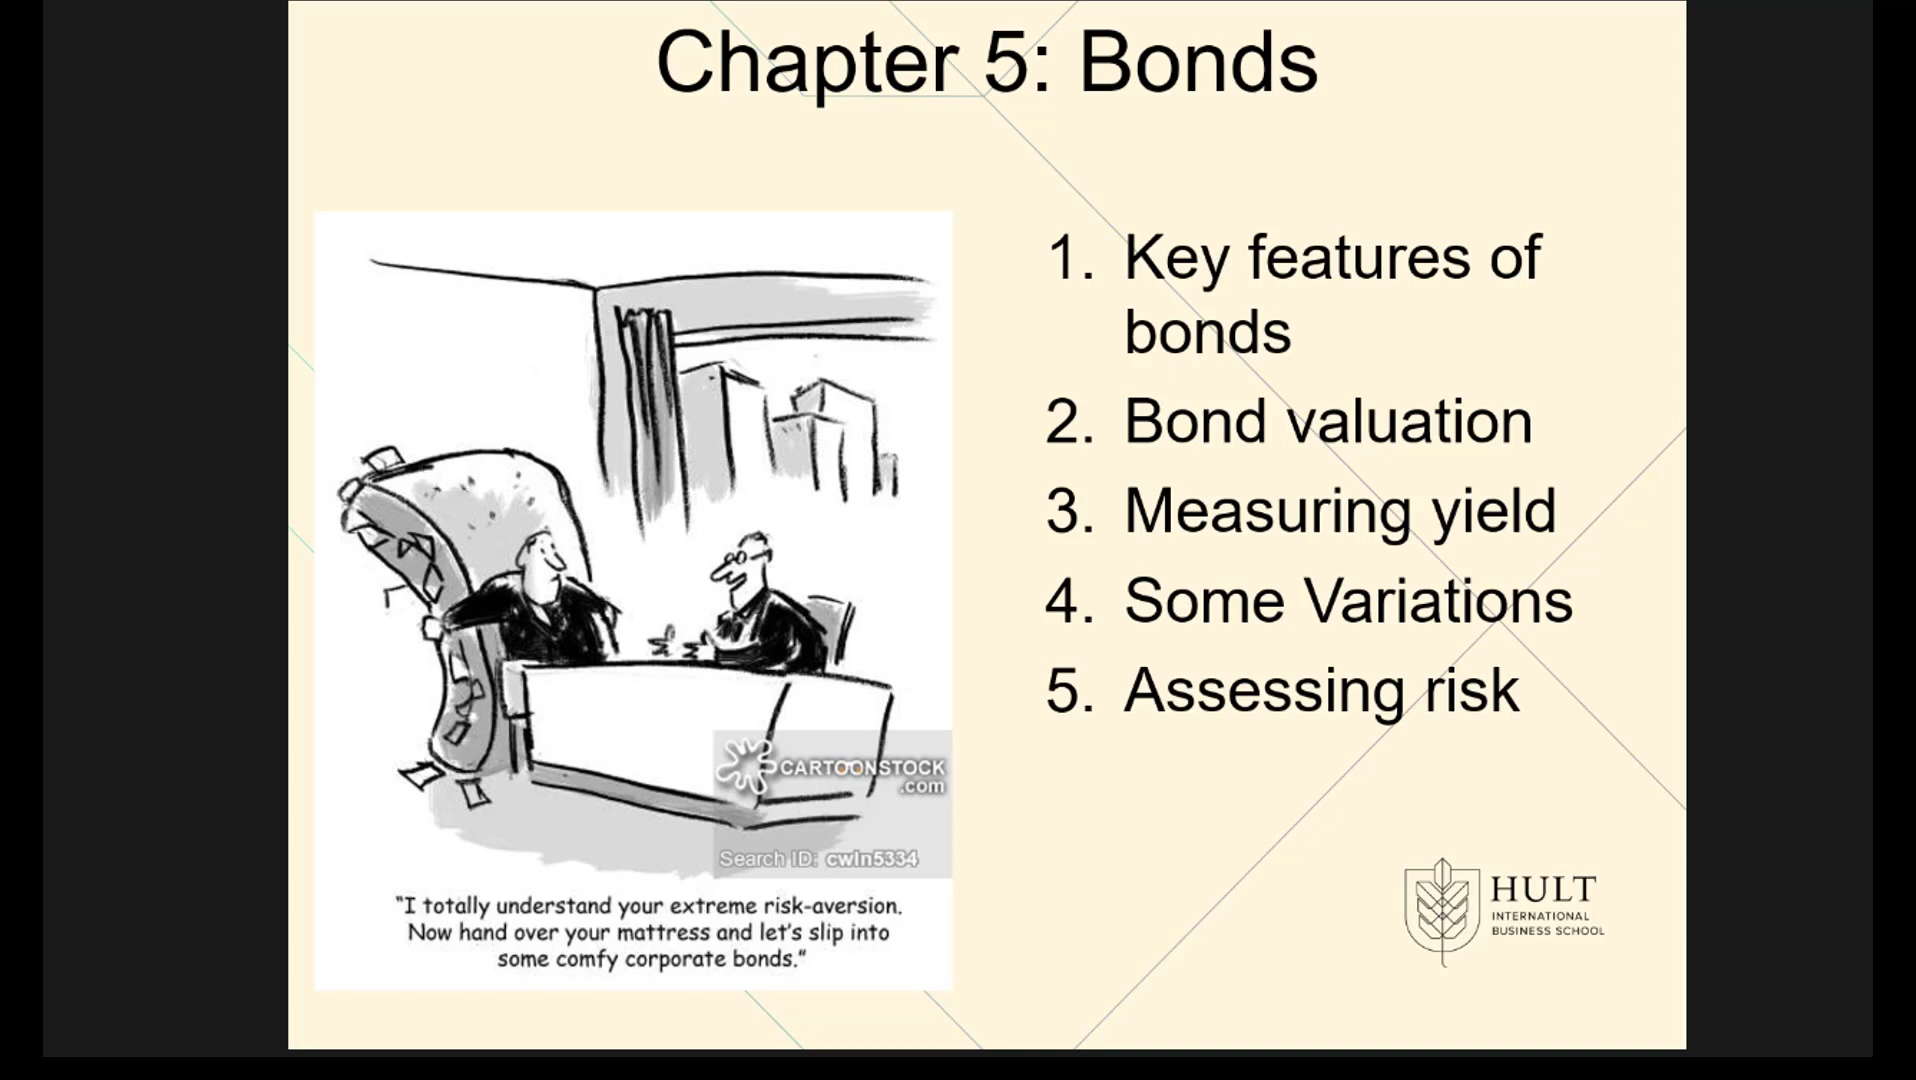 Chapter 5: Bonds
1. Key features of
bonds
2. Bond valuation
3. Measuring yield
4. Some Variations
5. Assessing risk
CARTOONSTOCK
.com
Search ID: cwln5334
"I totally understand your extreme risk-aversion.
Now hand over your mattress and let's slip into
some comfy corporate bonds."
HULT
INTERNATIONAL
BUSINESS SCHOOL